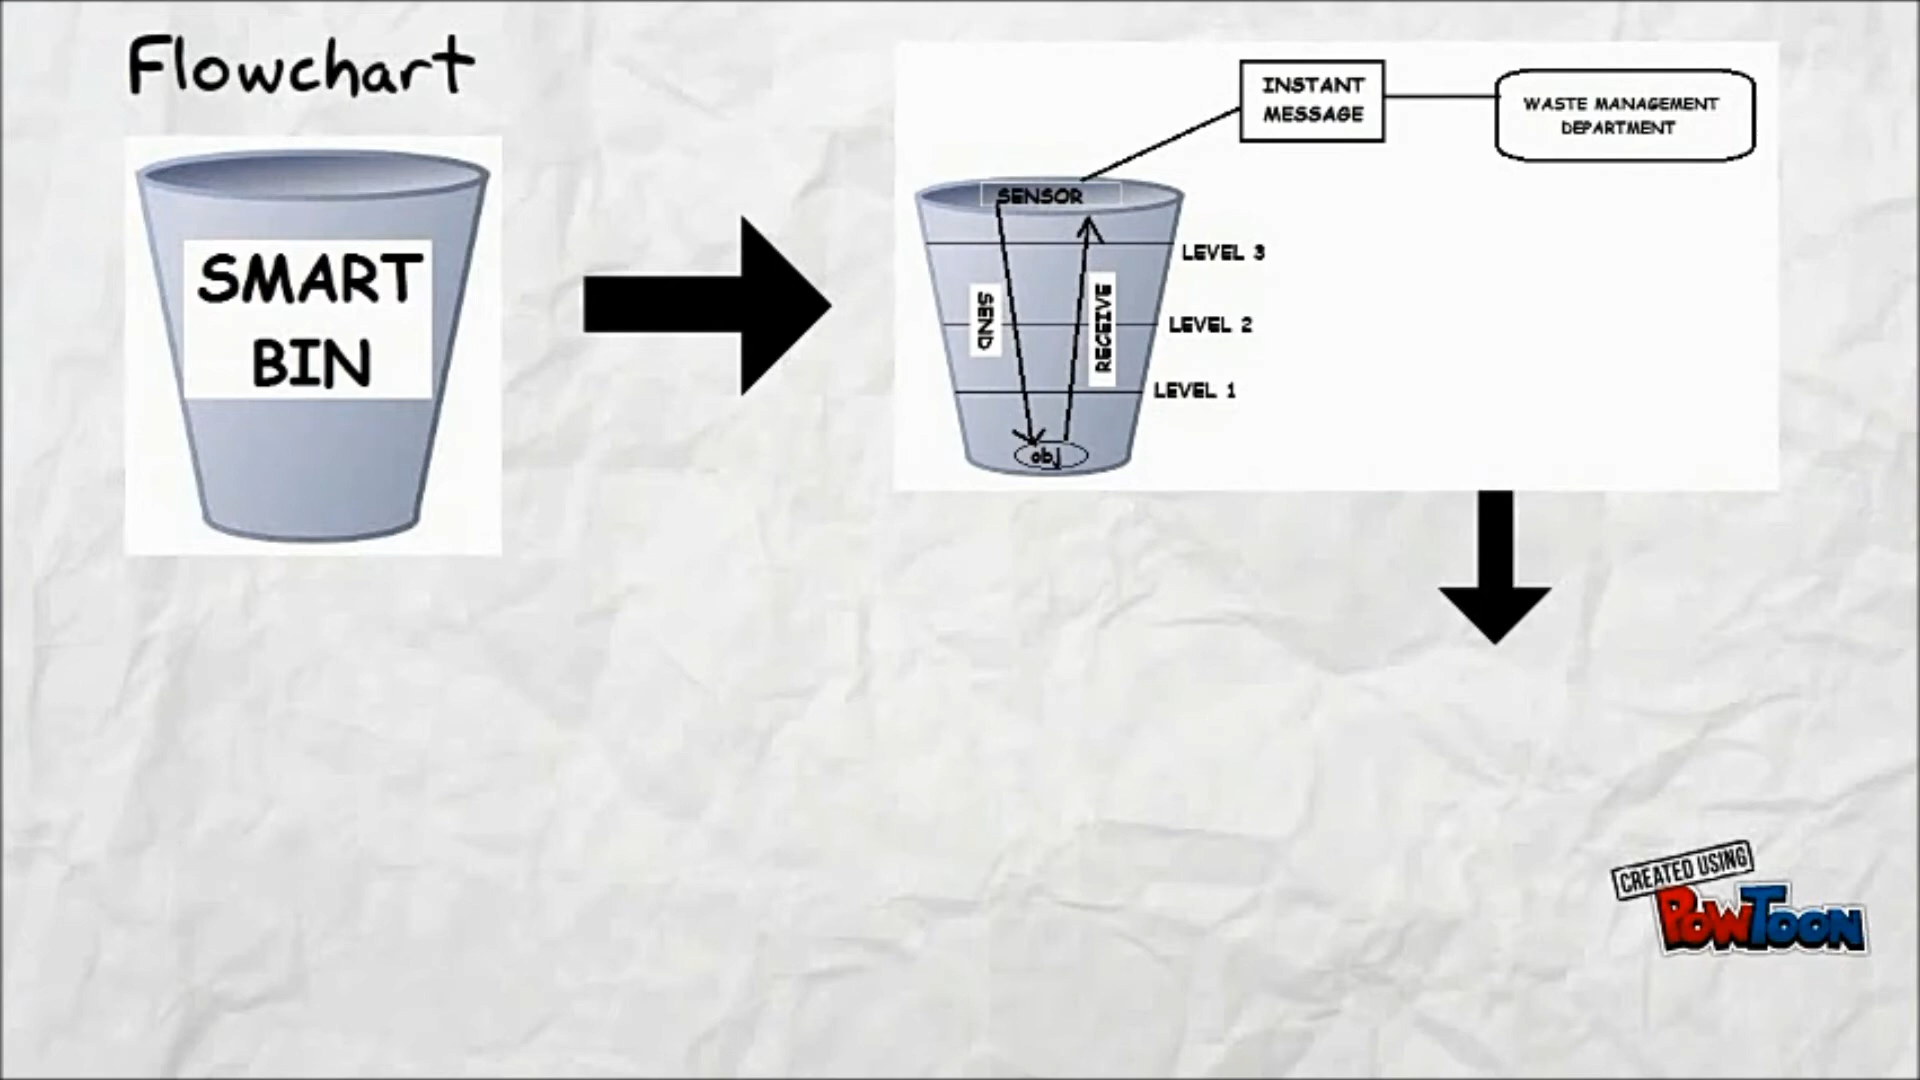 Flowchart
SMART
BIN
INSTANT
MESSAGE
WASTE MANAGEMENT
DEPARTMENT
SENSOR
LEVEL 3
SEND
RECEIVE
LEVEL 2
LEVEL 1
obj
CREATED USING
POWTOON